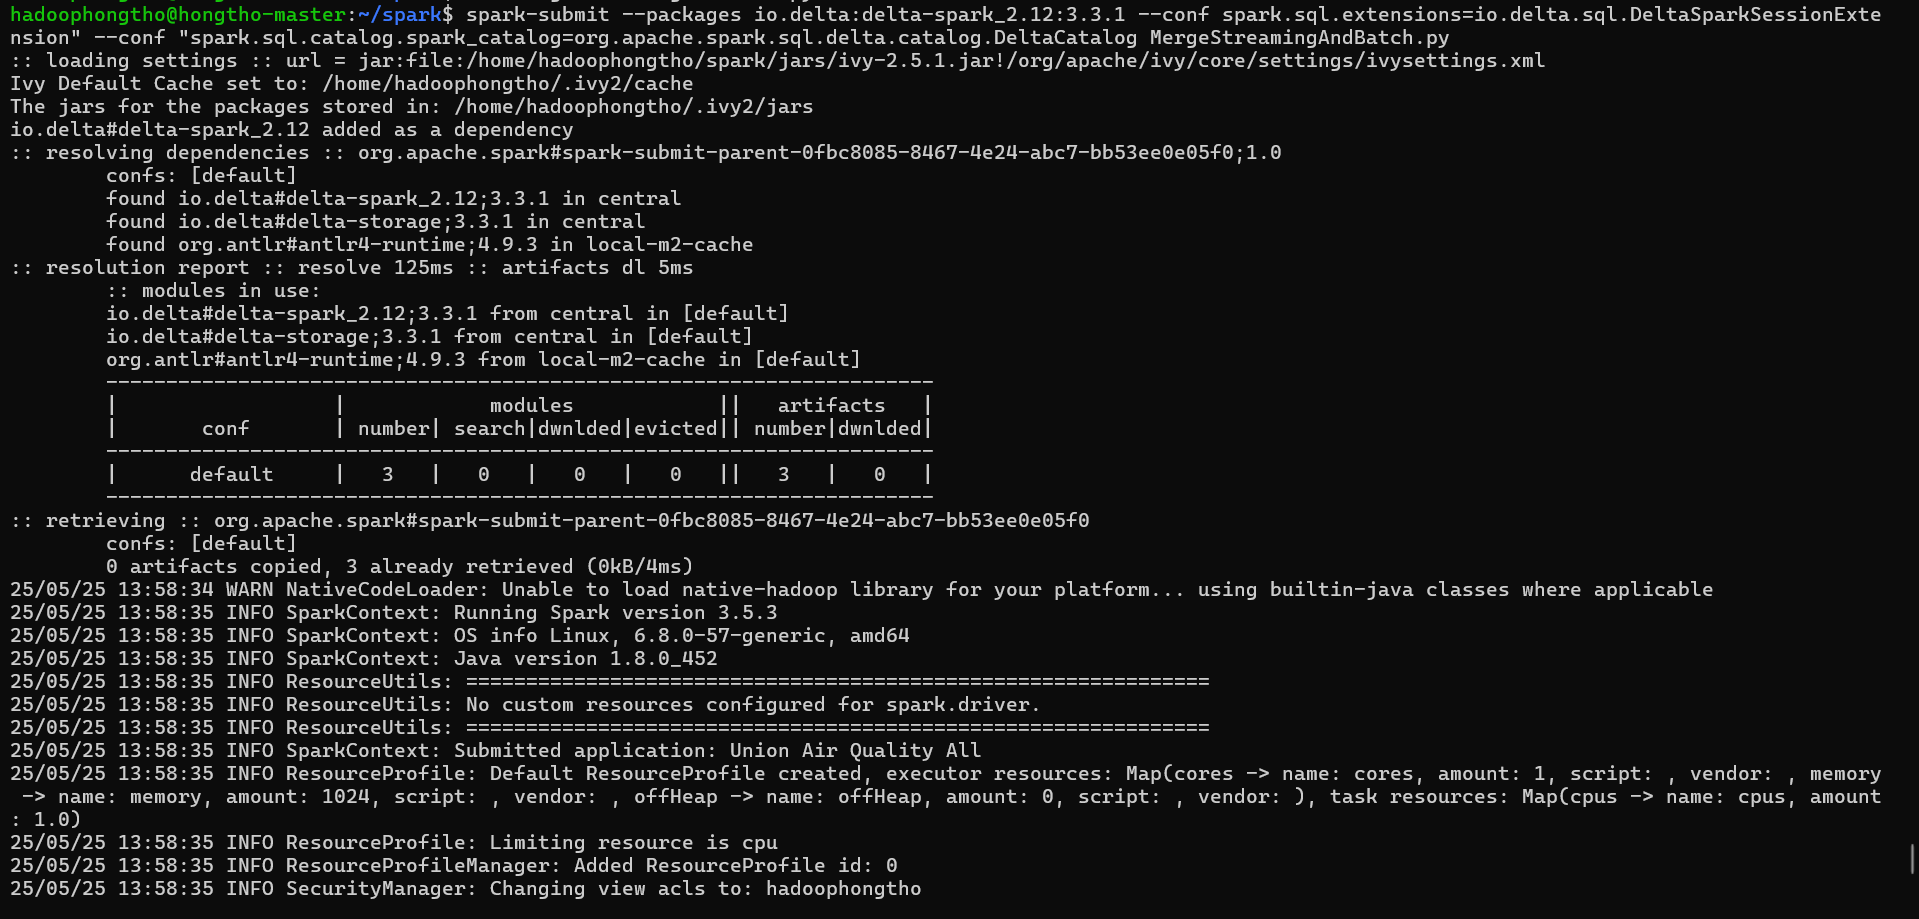 hadoophongtho@hongtho-master:~/spark$ spark-submit --packages io.delta:delta-spark_2.12:3.3.1 --conf spark.sql.extensions=io.delta.sql.DeltaSparkSessionExte
nsion" --conf "spark.sql.catalog.spark_catalog=org.apache.spark.sql.delta.catalog.DeltaCatalog MergeStreamingAndBatch.py
:: loading settings :: url = jar:file:/home/hadoophongtho/spark/jars/ivy-2.5.1.jar!/org/apache/ivy/core/settings/ivysettings.xml
Ivy Default Cache set to: /home/hadoophongtho/.ivy2/cache
The jars for the packages stored in: /home/hadoophongtho/.ivy2/jars
io.delta#delta-spark_2.12 added as a dependency
:: resolving dependencies :: org.apache.spark#spark-submit-parent-0fbc8085-8467-4e24-abc7-bb53ee0e05f0;1.0
        confs: [default]
        found io.delta#delta-spark_2.12;3.3.1 in central
        found io.delta#delta-storage;3.3.1 in central
        found org.antlr#antlr4-runtime;4.9.3 in local-m2-cache
:: resolution report :: resolve 125ms :: artifacts dl 5ms
        :: modules in use:
        io.delta#delta-spark_2.12;3.3.1 from central in [default]
        io.delta#delta-storage;3.3.1 from central in [default]
        org.antlr#antlr4-runtime;4.9.3 from local-m2-cache in [default]
        ---------------------------------------------------------------------
        |                  |            modules            ||   artifacts   |
        |       conf       | number| search|dwnlded|evicted|| number|dwnlded|
        ---------------------------------------------------------------------
        |      default     |   3   |   0   |   0   |   0   ||   3   |   0   |
        ---------------------------------------------------------------------
:: retrieving :: org.apache.spark#spark-submit-parent-0fbc8085-8467-4e24-abc7-bb53ee0e05f0
        confs: [default]
        0 artifacts copied, 3 already retrieved (0kB/4ms)
25/05/25 13:58:34 WARN NativeCodeLoader: Unable to load native-hadoop library for your platform... using builtin-java classes where applicable
25/05/25 13:58:35 INFO SparkContext: Running Spark version 3.5.3
25/05/25 13:58:35 INFO SparkContext: OS info Linux, 6.8.0-57-generic, amd64
25/05/25 13:58:35 INFO SparkContext: Java version 1.8.0_452
25/05/25 13:58:35 INFO ResourceUtils: ==============================================================
25/05/25 13:58:35 INFO ResourceUtils: No custom resources configured for spark.driver.
25/05/25 13:58:35 INFO ResourceUtils: ==============================================================
25/05/25 13:58:35 INFO SparkContext: Submitted application: Union Air Quality All
25/05/25 13:58:35 INFO ResourceProfile: Default ResourceProfile created, executor resources: Map(cores -> name: cores, amount: 1, script: , vendor: , memory
 -> name: memory, amount: 1024, script: , vendor: , offHeap -> name: offHeap, amount: 0, script: , vendor: ), task resources: Map(cpus -> name: cpus, amount
: 1.0)
25/05/25 13:58:35 INFO ResourceProfile: Limiting resource is cpu
25/05/25 13:58:35 INFO ResourceProfileManager: Added ResourceProfile id: 0
25/05/25 13:58:35 INFO SecurityManager: Changing view acls to: hadoophongtho